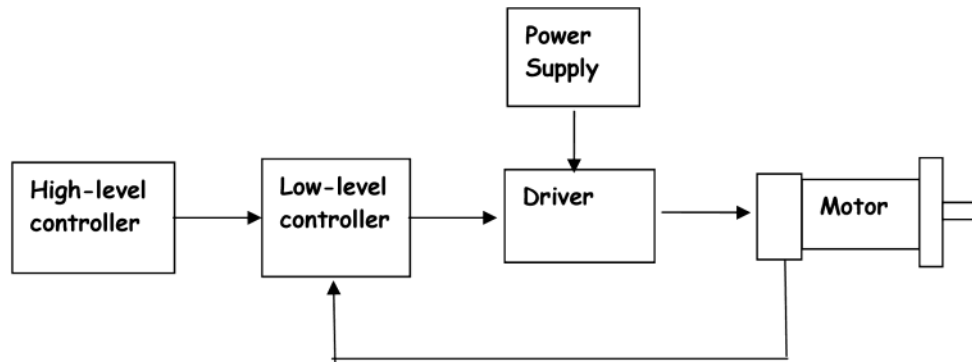 Power
Supply
High-level
controller
Low-level
controller
Driver
Motor